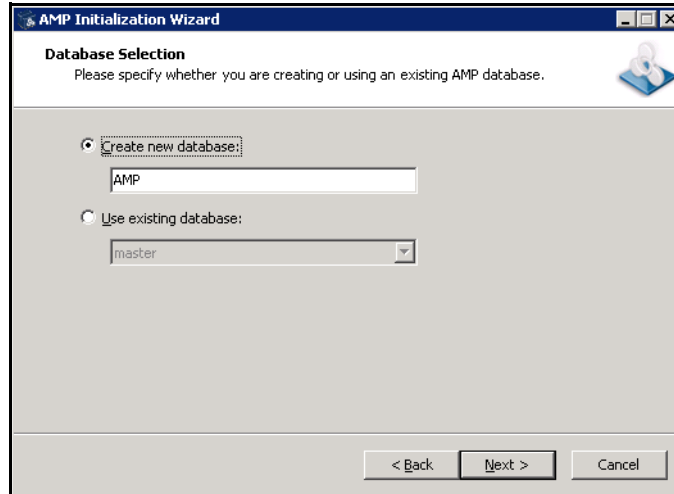 AMP Initialization Wizard
Database Selection
Please specify whether you are creating or using an existing AMP database.
Create new database:
AMP
Use existing database:
master
< Back Next > Cancel